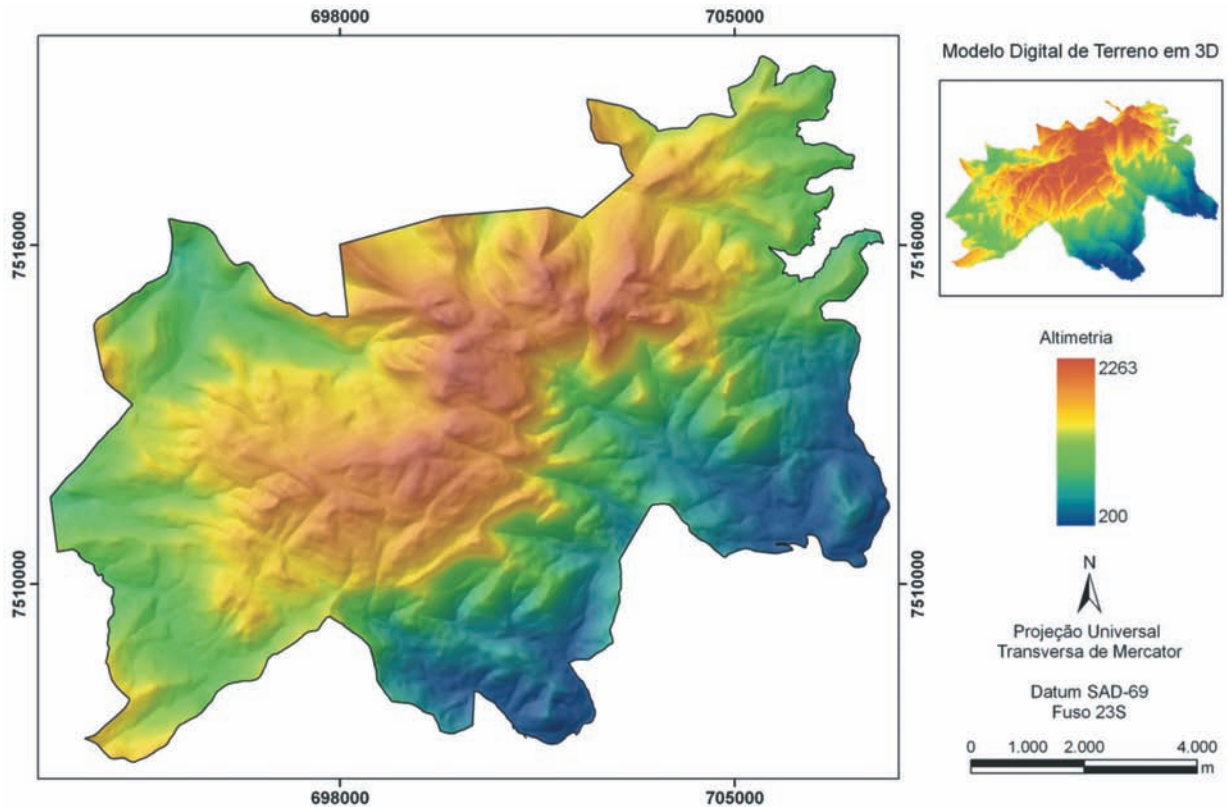 698000
705000
7516000
7516000
7510000
7510000
698000
705000
Modelo Digital de Terreno em 3D
Altimetria
2263
200
N
Projeção Universal
Transversa de Mercator
Datum SAD-69
Fuso 23S
0 1.000 2.000 4.000
m